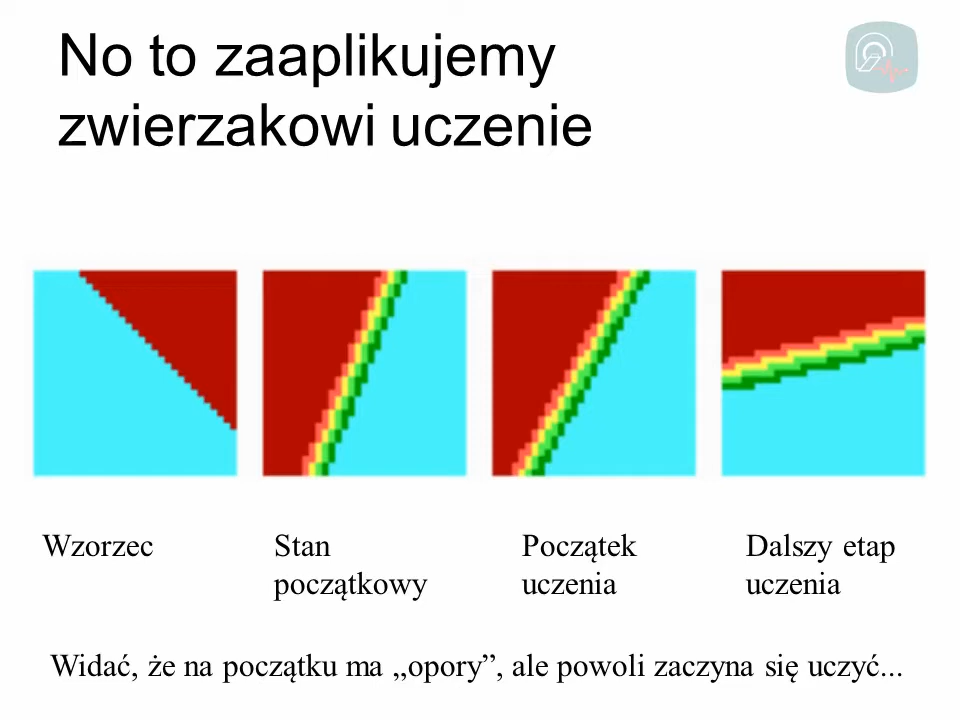 No to zaaplikujemy
zwierzakowi uczenie
Wzorzec
Stan
początkowy
Początek
uczenia
Dalszy etap
uczenia
Widać, że na początku ma „opory”, ale powoli zaczyna się uczyć...